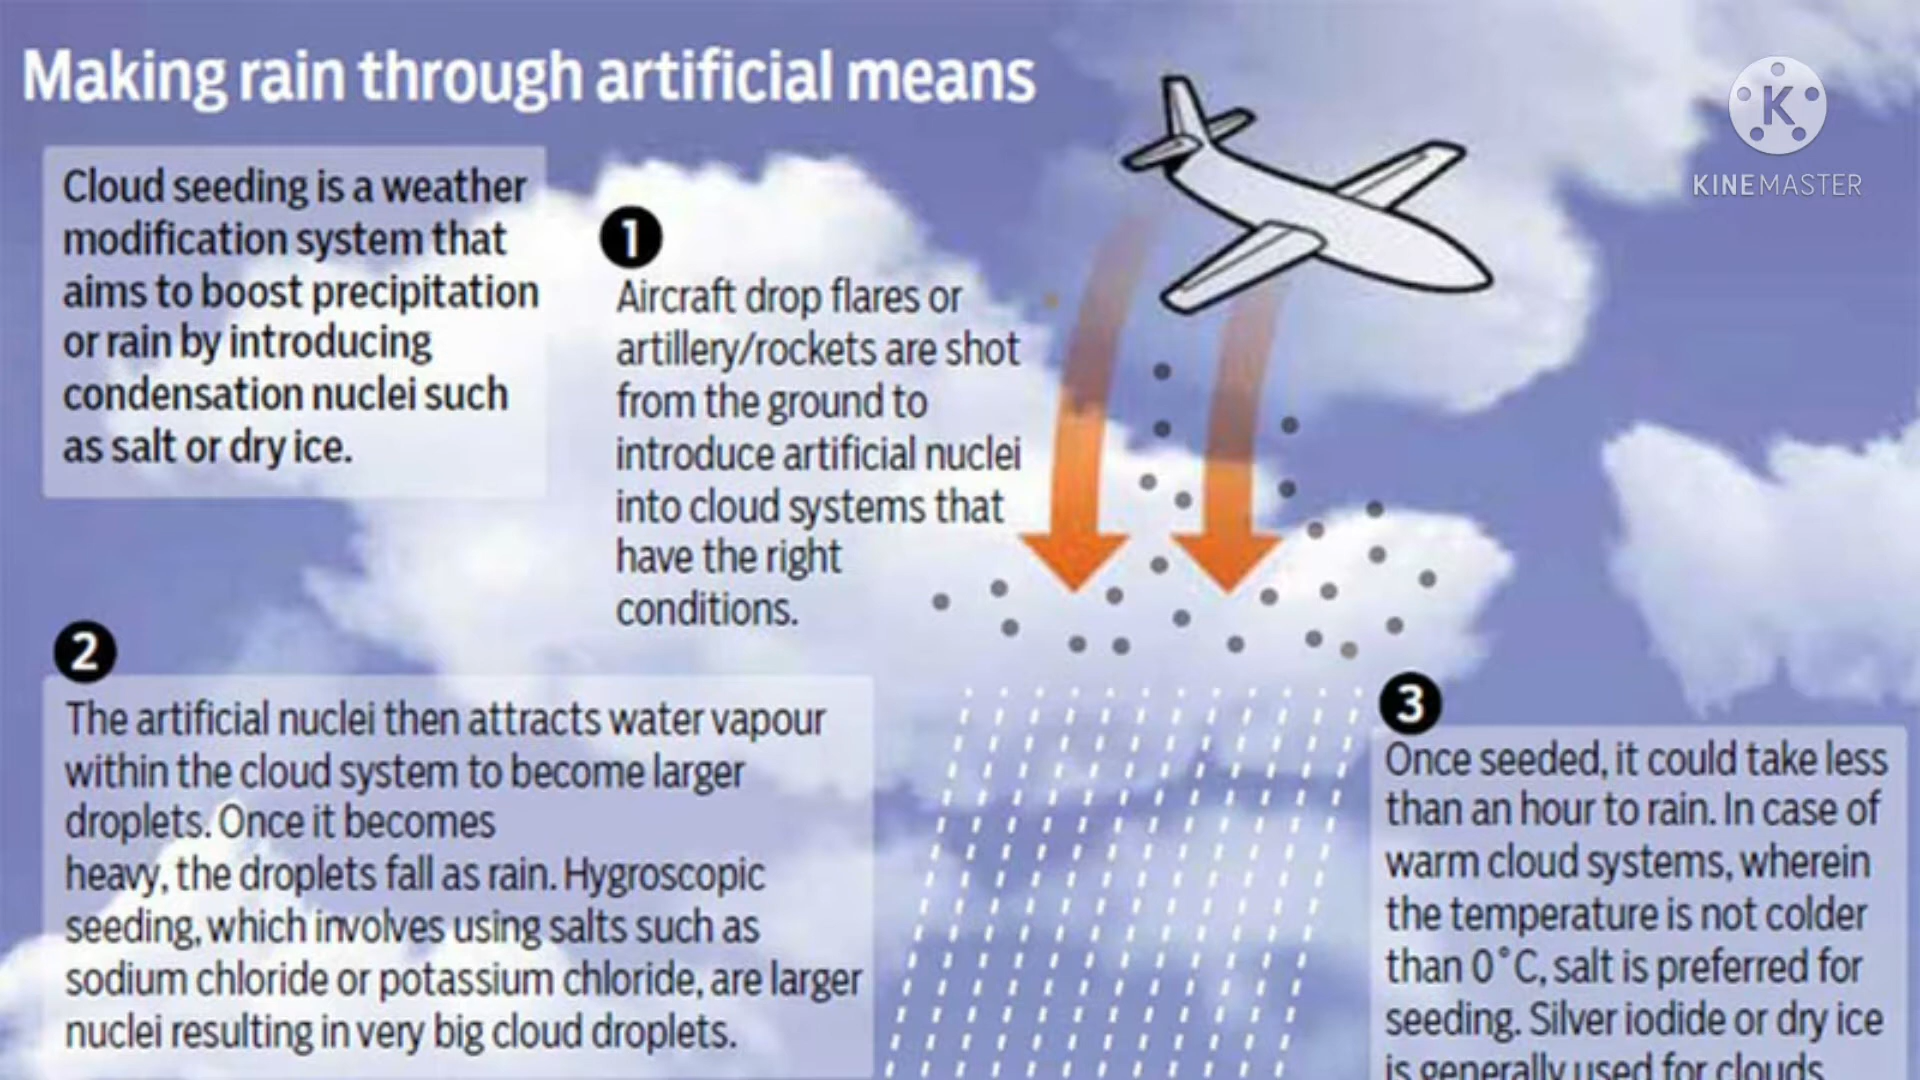 Making rain through artificial means
K
KINEMASTER
Cloud seeding is a weather
modification system that
aims to boost precipitation
or rain by introducing
condensation nuclei such
as salt or dry ice.
1
Aircraft drop flares or
artillery/rockets are shot
from the ground to
introduce artificial nuclei
into cloud systems that
have the right
conditions.
2
The artificial nuclei then attracts water vapour
within the cloud system to become larger
droplets. Once it becomes
heavy, the droplets fall as rain. Hygroscopic
seeding, which involves using salts such as
sodium chloride or potassium chloride, are larger
nuclei resulting in very big cloud droplets.
3
Once seeded, it could take less
than an hour to rain. In case of
warm cloud systems, wherein
the temperature is not colder
than 0°C, salt is preferred for
seeding. Silver iodide or dry ice
is generally used for clouds